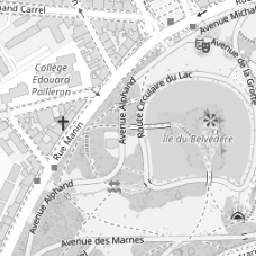 and Carrel
Avenue Michal
Collège
Édouard
Pailleron
Avenue de la Grotte
Avenue Alphand
Route Circulaire du Lac
Rue Manin
Île du Belvédère
Avenue Alphand
Avenue des Marnes